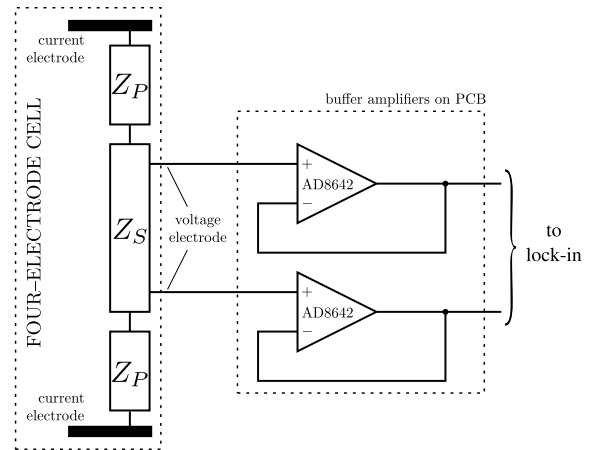 current
electrode
Z_P
buffer amplifiers on PCB
FOUR–ELECTRODE CELL
Z_S
voltage
electrode
+
AD8642
−
to
lock-in
+
AD8642
−
Z_P
current
electrode